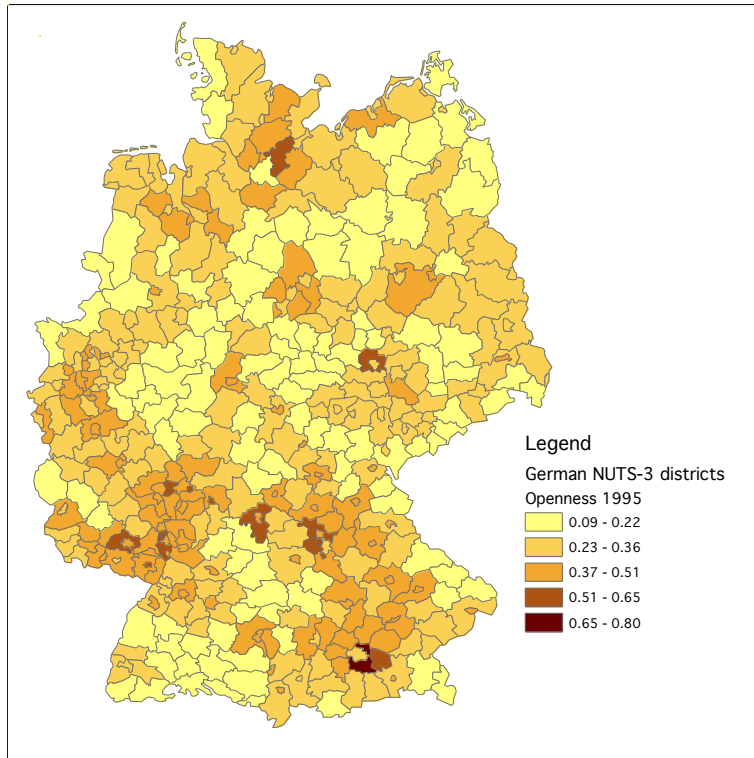 Legend
German NUTS-3 districts
Openness 1995
0.09 - 0.22
0.23 - 0.36
0.37 - 0.51
0.51 - 0.65
0.65 - 0.80